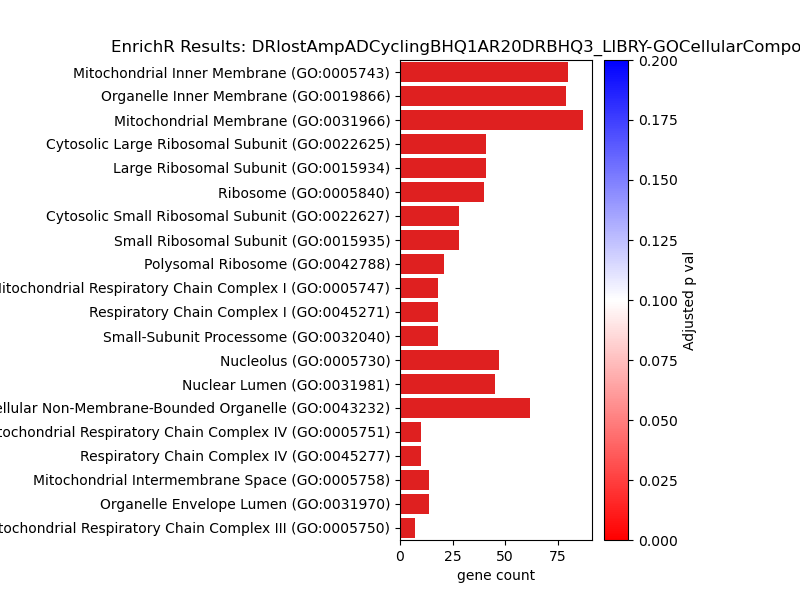 EnrichR Results: DRlostAmpADCyclingBHQ1AR20DRBHQ3_LIBRY-GOCellularCompo
Mitochondrial Inner Membrane (GO:0005743)
Organelle Inner Membrane (GO:0019866)
Mitochondrial Membrane (GO:0031966)
Cytosolic Large Ribosomal Subunit (GO:0022625)
Large Ribosomal Subunit (GO:0015934)
Ribosome (GO:0005840)
Cytosolic Small Ribosomal Subunit (GO:0022627)
Small Ribosomal Subunit (GO:0015935)
Polysomal Ribosome (GO:0042788)
itochondrial Respiratory Chain Complex I (GO:0005747)
Respiratory Chain Complex I (GO:0045271)
Small-Subunit Processome (GO:0032040)
Nucleolus (GO:0005730)
Nuclear Lumen (GO:0031981)
ellular Non-Membrane-Bounded Organelle (GO:0043232)
tochondrial Respiratory Chain Complex IV (GO:0005751)
Respiratory Chain Complex IV (GO:0045277)
Mitochondrial Intermembrane Space (GO:0005758)
Organelle Envelope Lumen (GO:0031970)
tochondrial Respiratory Chain Complex III (GO:0005750)
0 25 50 75
gene count
0.200
0.175
0.150
0.125
0.100
0.075
0.050
0.025
0.000
Adjusted p val